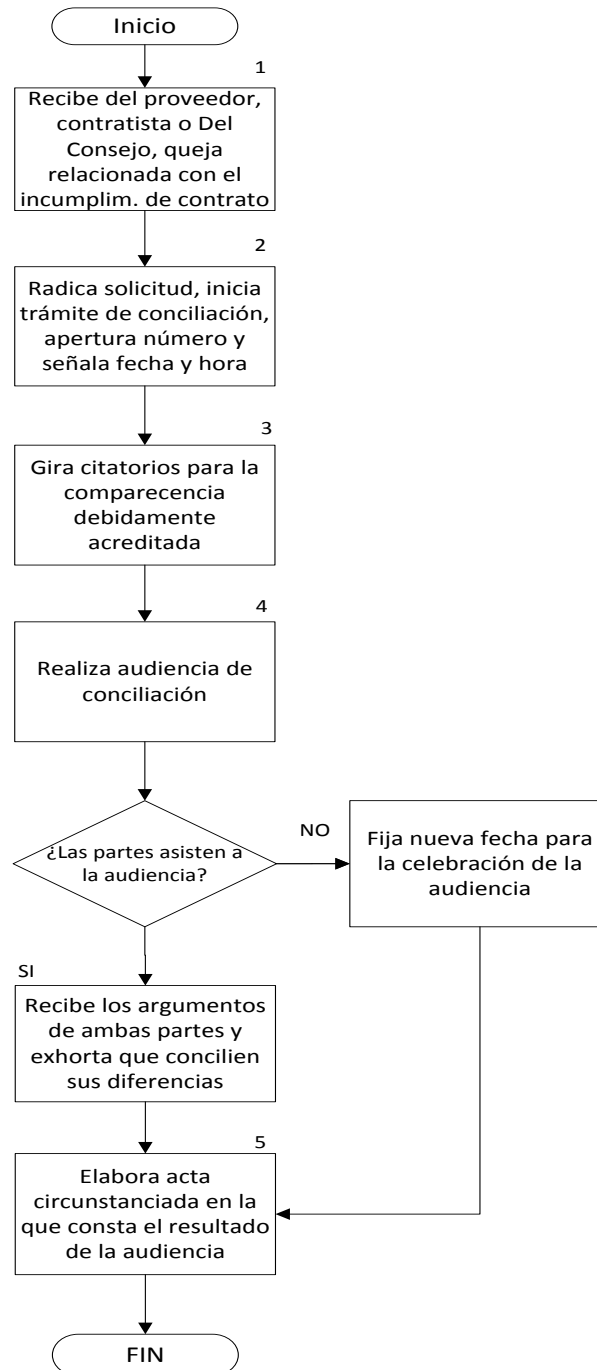 Inicio
1
Recibe del proveedor,
contratista o Del
Consejo, queja
relacionada con el
incumplim. de contrato
2
Radica solicitud, inicia
trámite de conciliación,
apertura número y
señala fecha y hora
3
Gira citatorios para la
comparecencia
debidamente
acreditada
4
Realiza audiencia de
conciliación
¿Las partes asisten a
la audiencia?
NO
Fija nueva fecha para
la celebración de la
audiencia
SI
Recibe los argumentos
de ambas partes y
exhorta que concilien
sus diferencias
5
Elabora acta
circunstanciada en la
que consta el resultado
de la audiencia
FIN